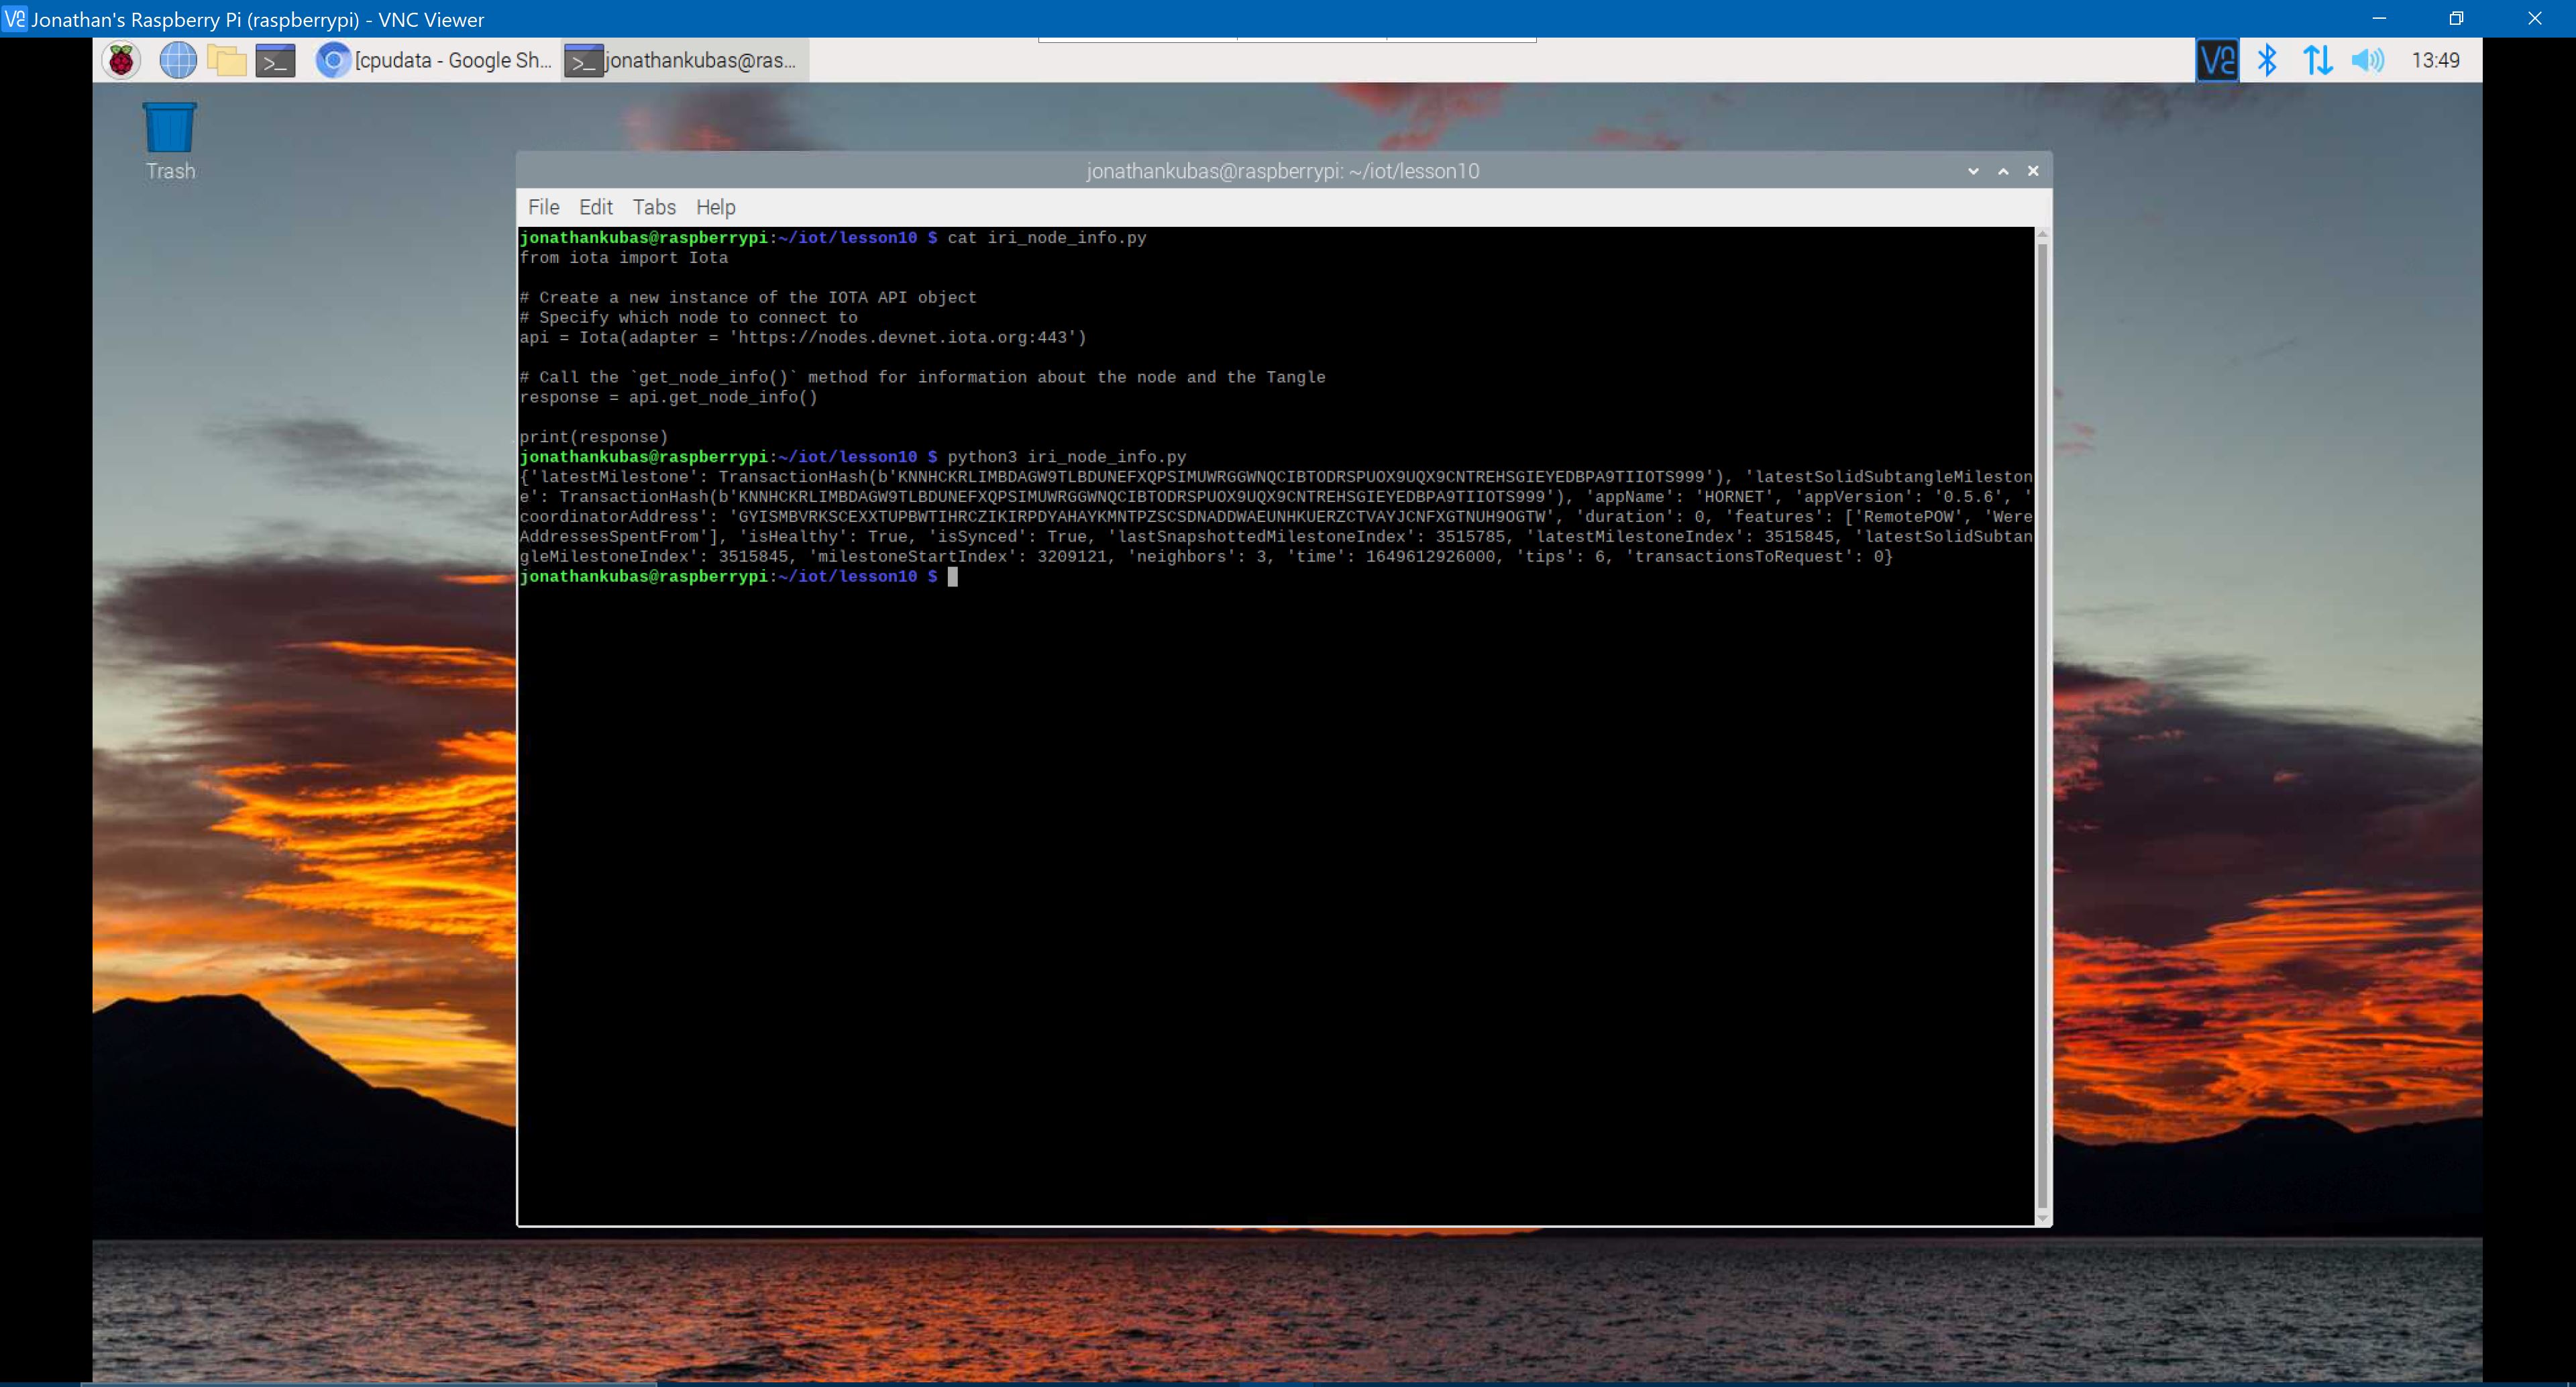 Jonathan's Raspberry Pi (raspberrypi) - VNC Viewer
[cpudata - Google Sh...
jonathankubas@ras...
13:49
Trash
jonathankubas@raspberrypi: ~/iot/lesson10
File Edit Tabs Help
jonathankubas@raspberrypi:~/iot/lesson10 $ cat iri_node_info.py
from iota import Iota
# Create a new instance of the IOTA API object
# Specify which node to connect to
api = Iota(adapter = 'https://nodes.devnet.iota.org:443')
# Call the `get_node_info()` method for information about the node and the Tangle
response = api.get_node_info()
print(response)
jonathankubas@raspberrypi:~/iot/lesson10 $ python3 iri_node_info.py
{'latestMilestone': TransactionHash(b'KNNHCKRLIMBDAGW9TLBDUNEFXQPSIMUWRGGWNQCIBTODRSPUOX9UQX9CNTREHSGIEYEDBPA9TIIOTS999'), 'latestSolidSubtangleMileston
e': TransactionHash(b'KNNHCKRLIMBDAGW9TLBDUNEFXQPSIMUWRGGWNQCIBTODRSPUOX9UQX9CNTREHSGIEYEDBPA9TIIOTS999'), 'appName': 'HORNET', 'appVersion': '0.5.6', '
coordinatorAddress': 'GYISMBVRKSCEXXTUPBWTIHRCZIKIRPDYAHAYKMNTPZSCSDNADDWAEUNHKUERZCTVAYJCNFXGTNUH9OGTW', 'duration': 0, 'features': ['RemotePOW', 'Were
AddressesSpentFrom'], 'isHealthy': True, 'isSynced': True, 'lastSnapshottedMilestoneIndex': 3515785, 'latestMilestoneIndex': 3515845, 'latestSolidSubtan
gleMilestoneIndex': 3515845, 'milestoneStartIndex': 3209121, 'neighbors': 3, 'time': 1649612926000, 'tips': 6, 'transactionsToRequest': 0}
jonathankubas@raspberrypi:~/iot/lesson10 $